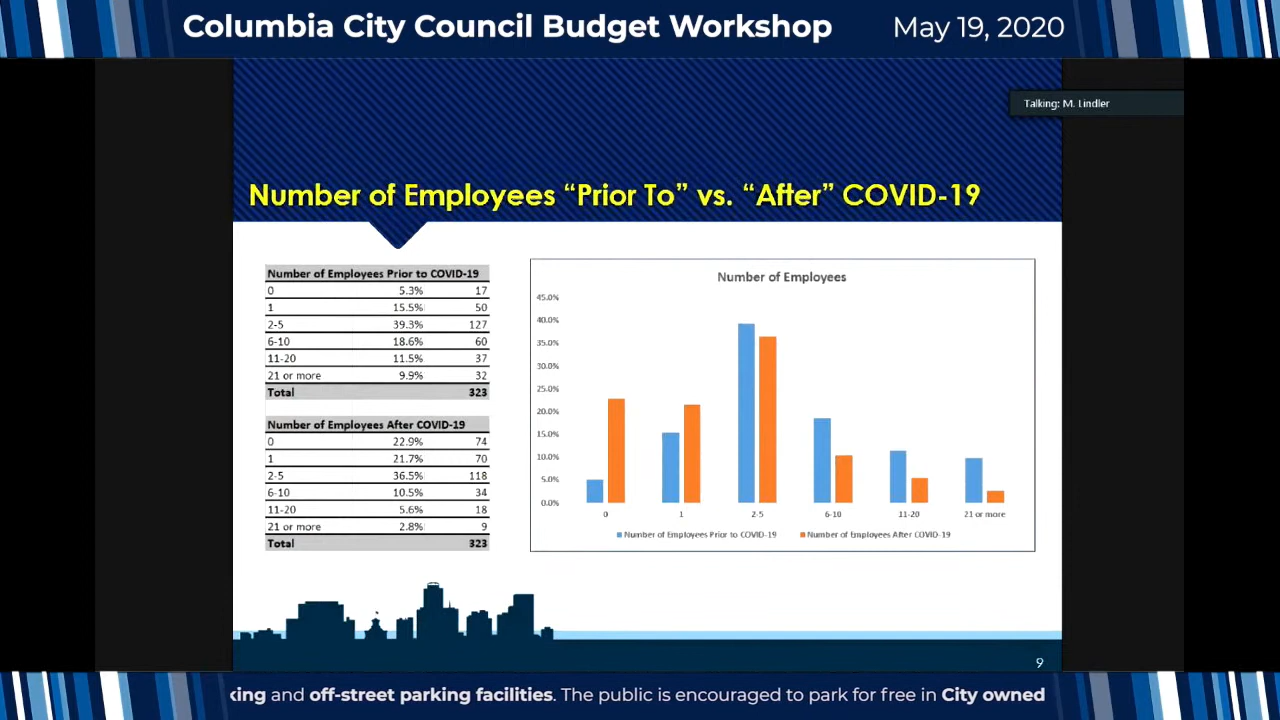 Columbia City Council Budget Workshop May 19, 2020
Talking: M. Lindler
Number of Employees “Prior To” vs. “After” COVID-19
Number of Employees Prior to COVID-19
0 5.3% 17
1 15.5% 50
2-5 39.3% 127
6-10 18.6% 60
11-20 11.5% 37
21 or more 9.9% 32
Total 323
Number of Employees After COVID-19
0 22.9% 74
1 21.7% 70
2-5 36.5% 118
6-10 10.5% 34
11-20 5.6% 18
21 or more 2.8% 9
Total 323
Number of Employees
45.0%
40.0%
35.0%
30.0%
25.0%
20.0%
15.0%
10.0%
5.0%
0.0%
0 1 2-5 6-10 11-20 21 or more
Number of Employees Prior to COVID-19 Number of Employees After COVID-19
9
king and off-street parking facilities. The public is encouraged to park for free in City owned